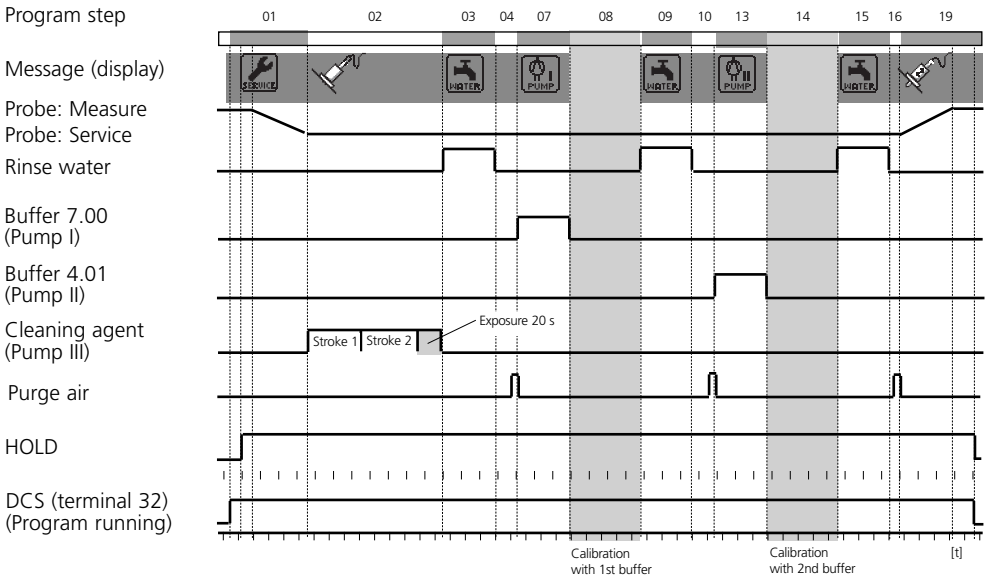 Program step 01 02 03 04 07 08 09 10 13 14 15 16 19
Message (display)
SERVICE WATER I PUMP WATER II PUMP WATER
Probe: Measure
Probe: Service
Rinse water
Buffer 7.00
(Pump I)
Buffer 4.01
(Pump II)
Cleaning agent
(Pump III)
Stroke 1 Stroke 2 Exposure 20 s
Purge air
HOLD
DCS (terminal 32)
(Program running)
Calibration
with 1st buffer
Calibration
with 2nd buffer
[t]